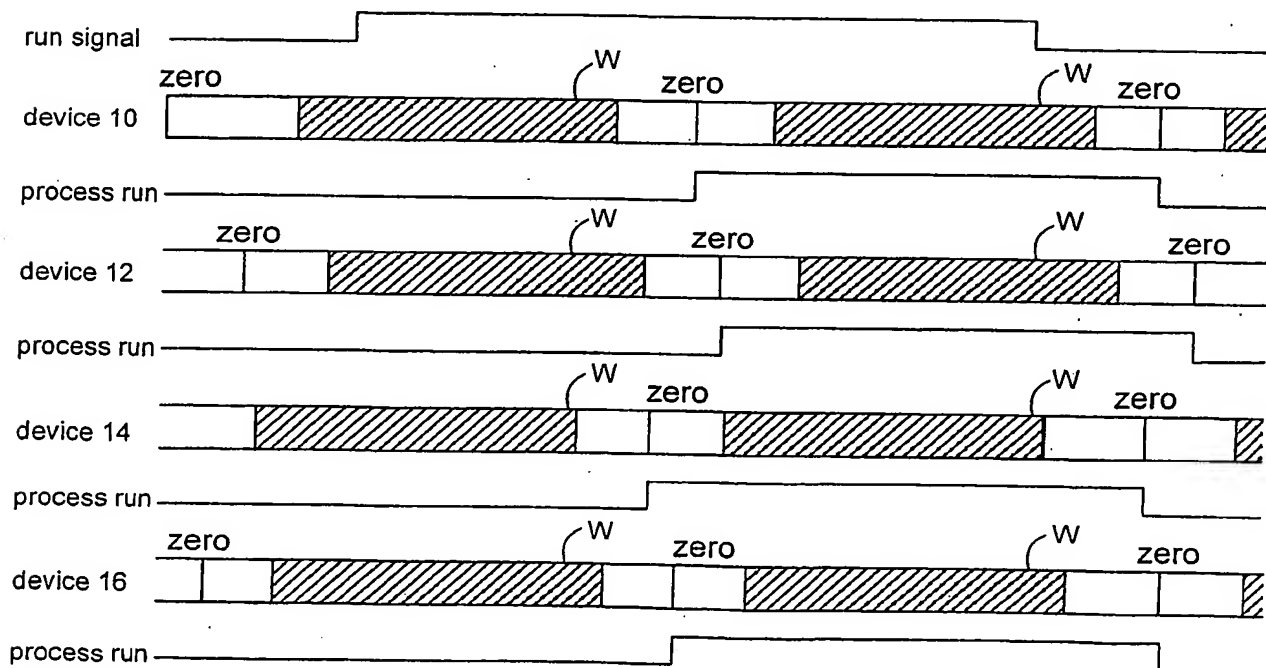 run signal
W
W
zero
zero
zero
device 10
process run
W
W
zero
zero
zero
device 12
process run
W
W
zero
zero
device 14
process run
W
W
zero
zero
zero
device 16
process run